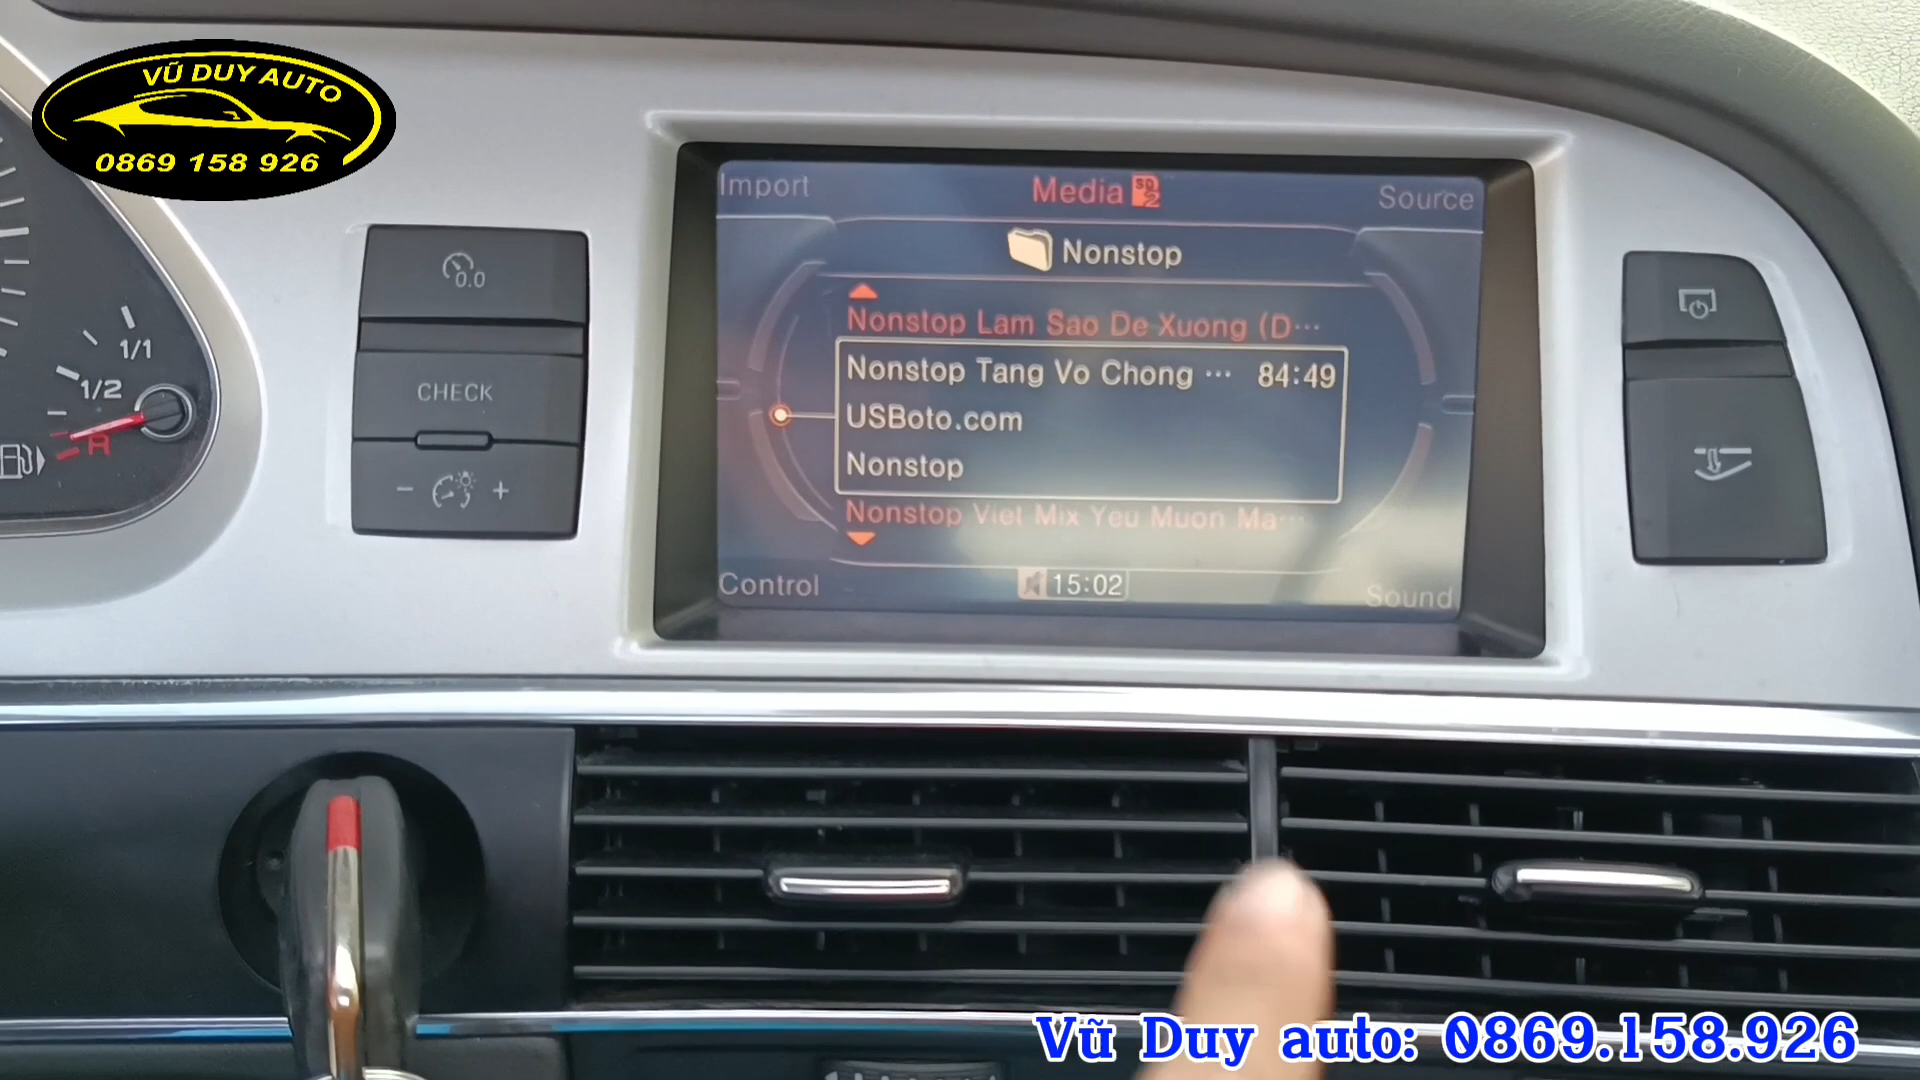 VŨ DUY AUTO
0869 158 926
Import
Media SD 2
Source
Nonstop
Nonstop Lam Sao De Xuong (D···
Nonstop Tang Vo Chong ··· 84:49
USBoto.com
Nonstop
Nonstop Viet Mix Yeu Muon Ma···
Control
15:02
Sound
0.0
CHECK
- +
1/1
1/2
R
Vũ Duy auto: 0869.158.926